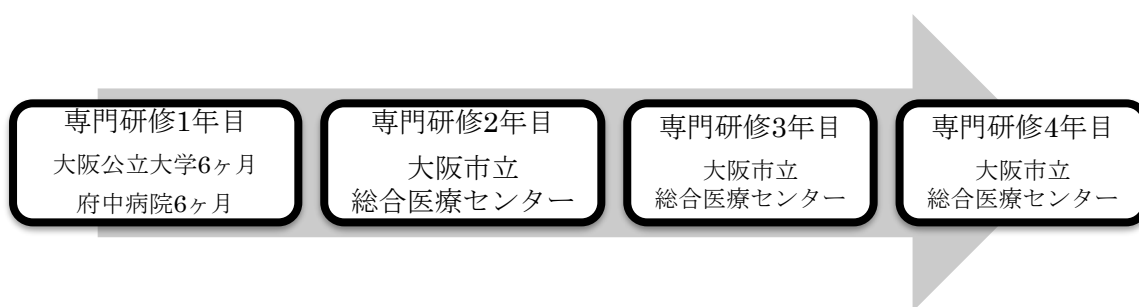 専門研修1年目
大阪公立大学6ヶ月
府中病院6ヶ月
専門研修2年目
大阪市立
総合医療センター
専門研修3年目
大阪市立
総合医療センター
専門研修4年目
大阪市立
総合医療センター